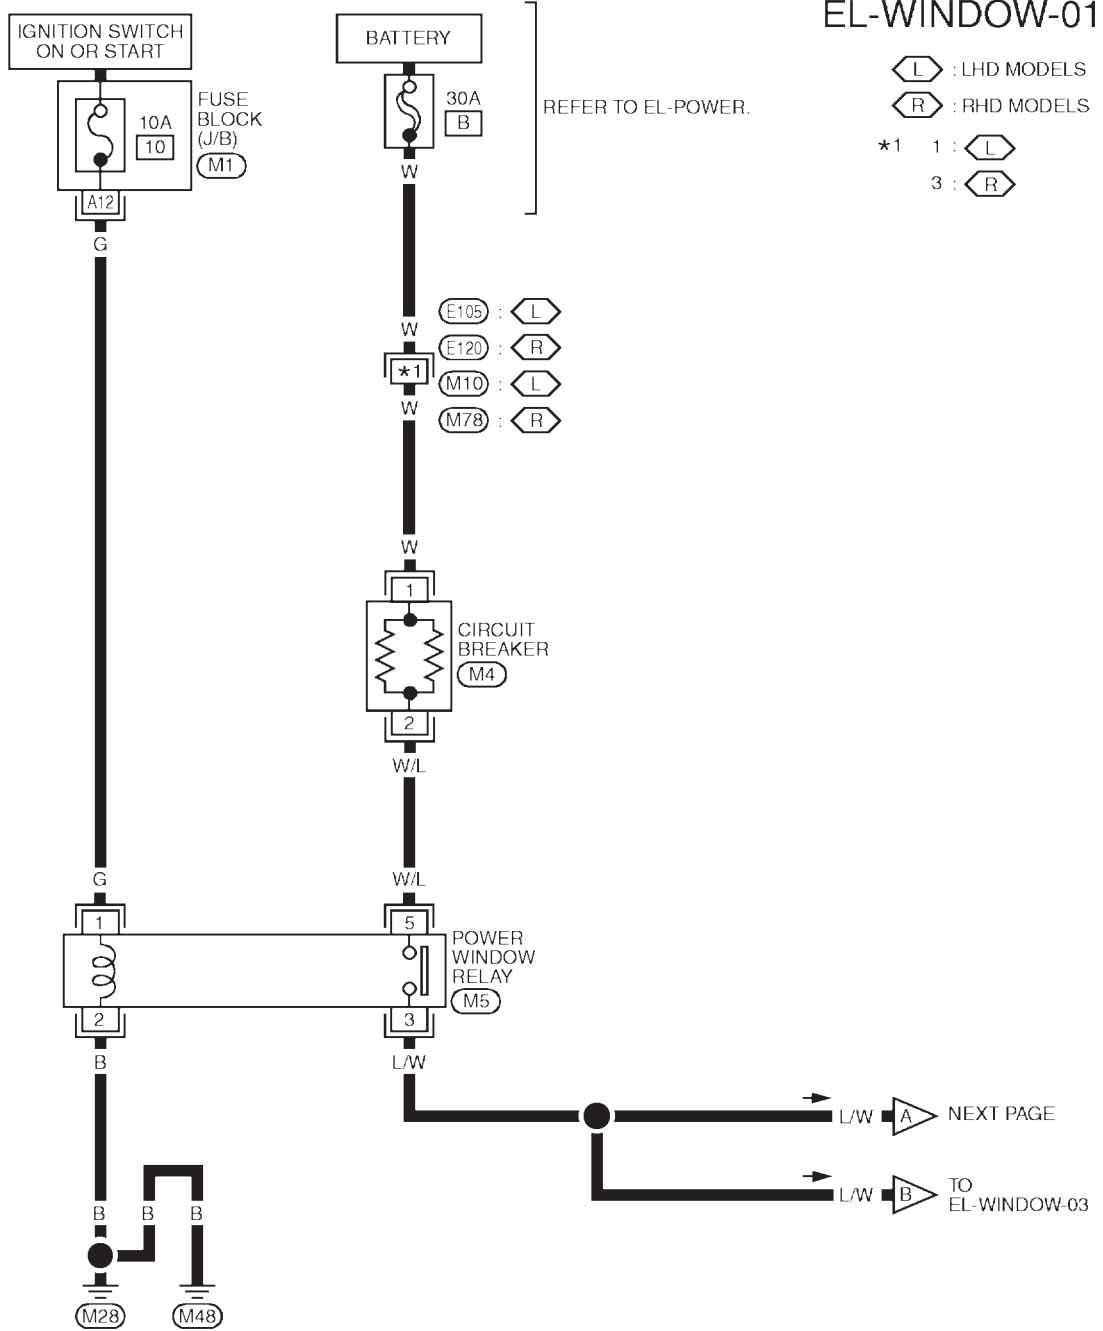 EL-WINDOW-01
IGNITION SWITCH
ON OR START
BATTERY
L : LHD MODELS
R : RHD MODELS
*1 1 : L
3 : R
10A
10
FUSE
BLOCK
(J/B)
M1
30A
B
REFER TO EL-POWER.
A12
G
W
W
*1
W
E105 : L
E120 : R
M10 : L
M78 : R
W
1
CIRCUIT
BREAKER
M4
2
W/L
G
W/L
1
5
POWER
WINDOW
RELAY
M5
2
3
B
L/W
L/W
A
NEXT PAGE
L/W
B
TO
EL-WINDOW-03
B
B
B
M28
M48